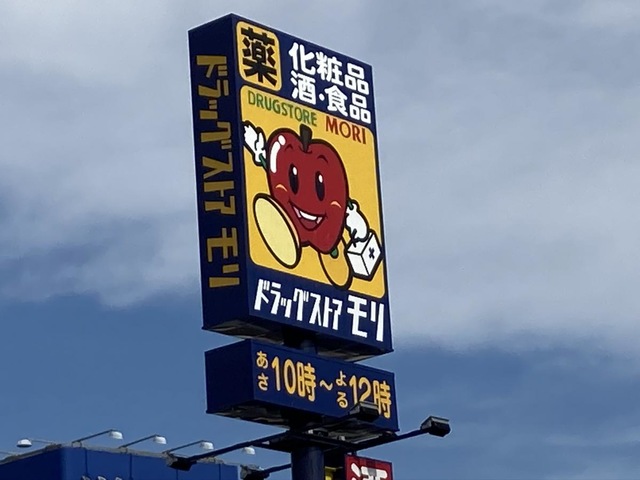 薬
化粧品
酒・食品
DRUGSTORE
MORI
ドラッグストア モリ
ドラッグストア モリ
あさ10時～よる12時
酒